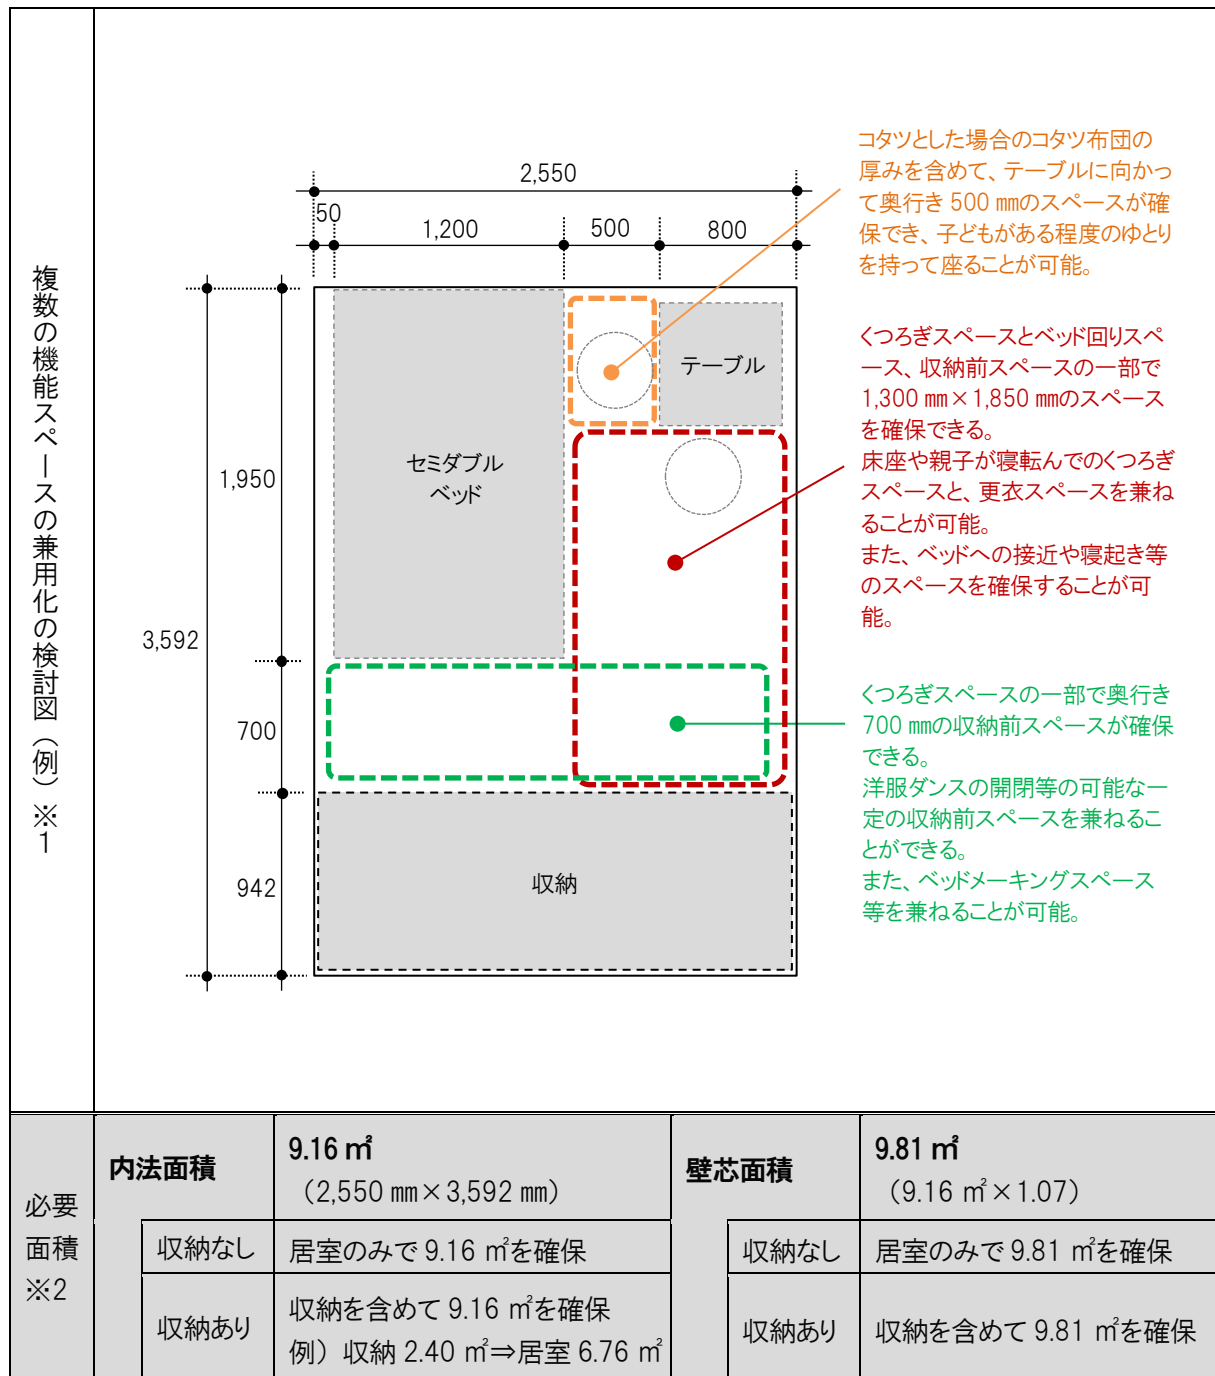 複数の機能スペースの兼用化の検討図（例）※1
2,550
50
1,200
500
800
1,950
3,592
700
942
セミダブル
ベッド
テーブル
収納
コタツとした場合のコタツ布団の
厚みを含めて、テーブルに向かっ
て奥行き 500 ㎜のスペースが確
保でき、子どもがある程度のゆとり
を持って座ることが可能。
くつろぎスペースとベッド回りスペ
ース、収納前スペースの一部で
1,300 ㎜×1,850 ㎜のスペース
を確保できる。
床座や親子が寝転んでのくつろぎ
スペースと、更衣スペースを兼ね
ることが可能。
また、ベッドへの接近や寝起き等
のスペースを確保することが可
能。
くつろぎスペースの一部で奥行き
700 ㎜の収納前スペースが確保
できる。
洋服ダンスの開閉等の可能な一
定の収納前スペースを兼ねるこ
とができる。
また、ベッドメーキングスペース
等を兼ねることが可能。
必要
面積
※2
内法面積
9.16 ㎡
（2,550 ㎜×3,592 ㎜）
壁芯面積
9.81 ㎡
（9.16 ㎡×1.07）
収納なし
居室のみで 9.16 ㎡を確保
収納なし
居室のみで 9.81 ㎡を確保
収納あり
収納を含めて 9.16 ㎡を確保
例）収納 2.40 ㎡⇒居室 6.76 ㎡
収納あり
収納を含めて 9.81 ㎡を確保